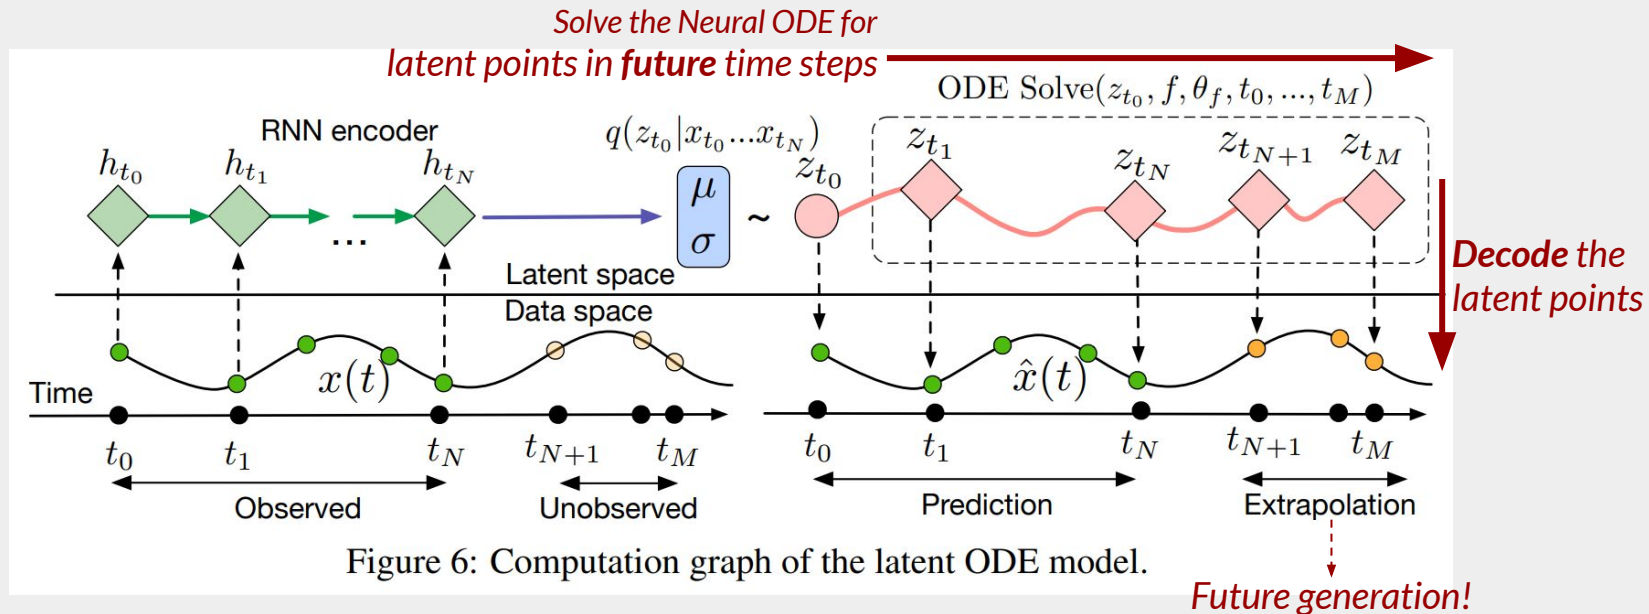 Solve the Neural ODE for
latent points in future time steps
ODE Solve(z_{t_0}, f, θ_f, t_0, ..., t_M)
RNN encoder
q(z_{t_0}|x_{t_0}...x_{t_N})
h_{t_0} h_{t_1} h_{t_N}
z_{t_0} z_{t_1} z_{t_N} z_{t_{N+1}} z_{t_M}
μ
σ
~
...
Latent space
Data space
Decode the
latent points
x(t)
x̂(t)
Time
t_0 t_1 t_N t_{N+1} t_M
t_0 t_1 t_N t_{N+1} t_M
Observed Unobserved
Prediction Extrapolation
Figure 6: Computation graph of the latent ODE model.
Future generation!